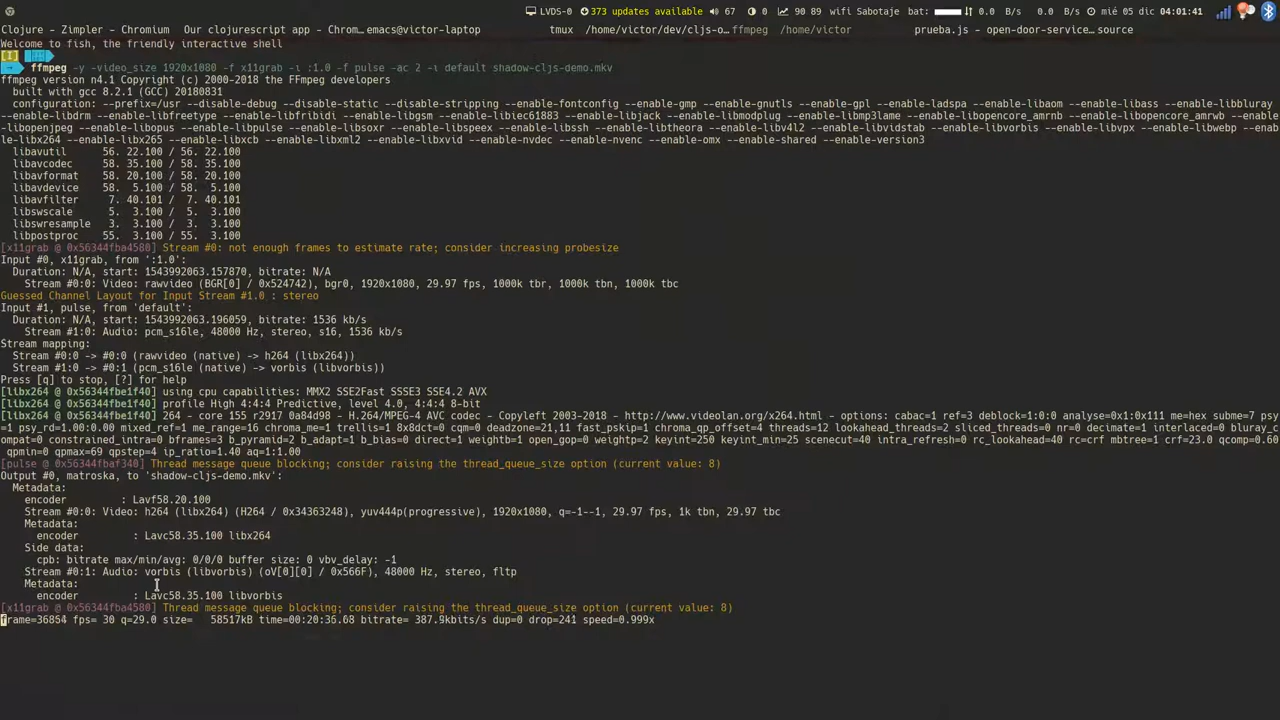 LVDS-0 373 updates available 67 0 90 89 wifi Sabotaje bat: 0.0 B/s 0.0 B/s mié 05 dic 04:01:41
Clojure - Zimpler - Chromium Our clojurescript app - Chrom… emacs@victor-laptop tmux /home/victor/dev/cljs-o… ffmpeg /home/victor prueba.js - open-door-service…_ source
Welcome to fish, the friendly interactive shell
[I]
→ ffmpeg -y -video_size 1920x1080 -f x11grab -i :1.0 -f pulse -ac 2 -i default shadow-cljs-demo.mkv
ffmpeg version n4.1 Copyright (c) 2000-2018 the FFmpeg developers
built with gcc 8.2.1 (GCC) 20180831
configuration: --prefix=/usr --disable-debug --disable-static --disable-stripping --enable-fontconfig --enable-gmp --enable-gnutls --enable-gpl --enable-ladspa --enable-libaom --enable-libass --enable-libbluray
--enable-libdrm --enable-libfreetype --enable-libfribidi --enable-libgsm --enable-libiec61883 --enable-libjack --enable-libmodplug --enable-libmp3lame --enable-libopencore_amrnb --enable-libopencore_amrwb --enable
-libopenjpeg --enable-libopus --enable-libpulse --enable-libsoxr --enable-libspeex --enable-libssh --enable-libtheora --enable-libv4l2 --enable-libvidstab --enable-libvorbis --enable-libvpx --enable-libwebp --enab
le-libx264 --enable-libx265 --enable-libxcb --enable-libxml2 --enable-libxvid --enable-nvdec --enable-nvenc --enable-omx --enable-shared --enable-version3
libavutil 56. 22.100 / 56. 22.100
libavcodec 58. 35.100 / 58. 35.100
libavformat 58. 20.100 / 58. 20.100
libavdevice 58. 5.100 / 58. 5.100
libavfilter 7. 40.101 / 7. 40.101
libswscale 5. 3.100 / 5. 3.100
libswresample 3. 3.100 / 3. 3.100
libpostproc 55. 3.100 / 55. 3.100
[x11grab @ 0x56344fba4580] Stream #0: not enough frames to estimate rate; consider increasing probesize
Input #0, x11grab, from ':1.0':
Duration: N/A, start: 1543992063.157870, bitrate: N/A
Stream #0:0: Video: rawvideo (BGR[0] / 0x524742), bgr0, 1920x1080, 29.97 fps, 1000k tbr, 1000k tbn, 1000k tbc
Guessed Channel Layout for Input Stream #1.0 : stereo
Input #1, pulse, from 'default':
Duration: N/A, start: 1543992063.196059, bitrate: 1536 kb/s
Stream #1:0: Audio: pcm_s16le, 48000 Hz, stereo, s16, 1536 kb/s
Stream mapping:
Stream #0:0 -> #0:0 (rawvideo (native) -> h264 (libx264))
Stream #1:0 -> #0:1 (pcm_s16le (native) -> vorbis (libvorbis))
Press [q] to stop, [?] for help
[libx264 @ 0x56344fbe1f40] using cpu capabilities: MMX2 SSE2Fast SSSE3 SSE4.2 AVX
[libx264 @ 0x56344fbe1f40] profile High 4:4:4 Predictive, level 4.0, 4:4:4 8-bit
[libx264 @ 0x56344fbe1f40] 264 - core 155 r2917 0a84d98 - H.264/MPEG-4 AVC codec - Copyleft 2003-2018 - http://www.videolan.org/x264.html - options: cabac=1 ref=3 deblock=1:0:0 analyse=0x1:0x111 me=hex subme=7 psy
=1 psy_rd=1.00:0.00 mixed_ref=1 me_range=16 chroma_me=1 trellis=1 8x8dct=0 cqm=0 deadzone=21,11 fast_pskip=1 chroma_qp_offset=4 threads=12 lookahead_threads=2 sliced_threads=0 nr=0 decimate=1 interlaced=0 bluray_c
ompat=0 constrained_intra=0 bframes=3 b_pyramid=2 b_adapt=1 b_bias=0 direct=1 weightb=1 open_gop=0 weightp=2 keyint=250 keyint_min=25 scenecut=40 intra_refresh=0 rc_lookahead=40 rc=crf mbtree=1 crf=23.0 qcomp=0.60
qpmin=0 qpmax=69 qpstep=4 ip_ratio=1.40 aq=1:1.00
[pulse @ 0x56344fbaf340] Thread message queue blocking; consider raising the thread_queue_size option (current value: 8)
Output #0, matroska, to 'shadow-cljs-demo.mkv':
Metadata:
encoder : Lavf58.20.100
Stream #0:0: Video: h264 (libx264) (H264 / 0x34363248), yuv444p(progressive), 1920x1080, q=-1--1, 29.97 fps, 1k tbn, 29.97 tbc
Metadata:
encoder : Lavc58.35.100 libx264
Side data:
cpb: bitrate max/min/avg: 0/0/0 buffer size: 0 vbv_delay: -1
Stream #0:1: Audio: vorbis (libvorbis) (oV[0][0] / 0x566F), 48000 Hz, stereo, fltp
Metadata:
encoder : Lavc58.35.100 libvorbis
[x11grab @ 0x56344fba4580] Thread message queue blocking; consider raising the thread_queue_size option (current value: 8)
frame=36854 fps= 30 q=29.0 size= 58517kB time=00:20:36.68 bitrate= 387.9kbits/s dup=0 drop=241 speed=0.999x